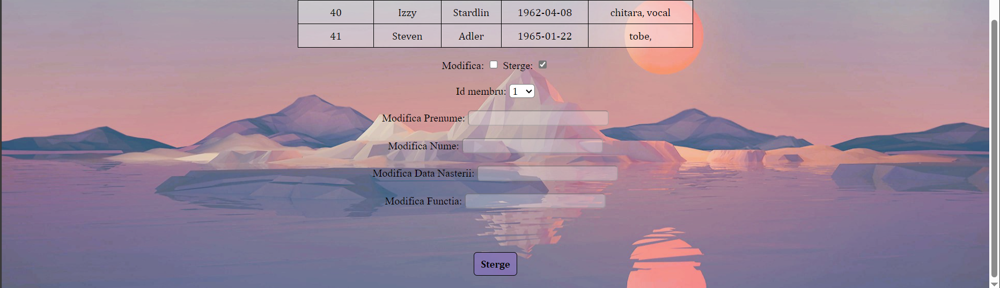 40 Izzy Stardlin 1962-04-08 chitara, vocal
41 Steven Adler 1965-01-22 tobe,
Modifica: Sterge:
Id membru: 1
Modifica Prenume:
Modifica Nume:
Modifica Data Nasterii:
Modifica Functia:
Sterge